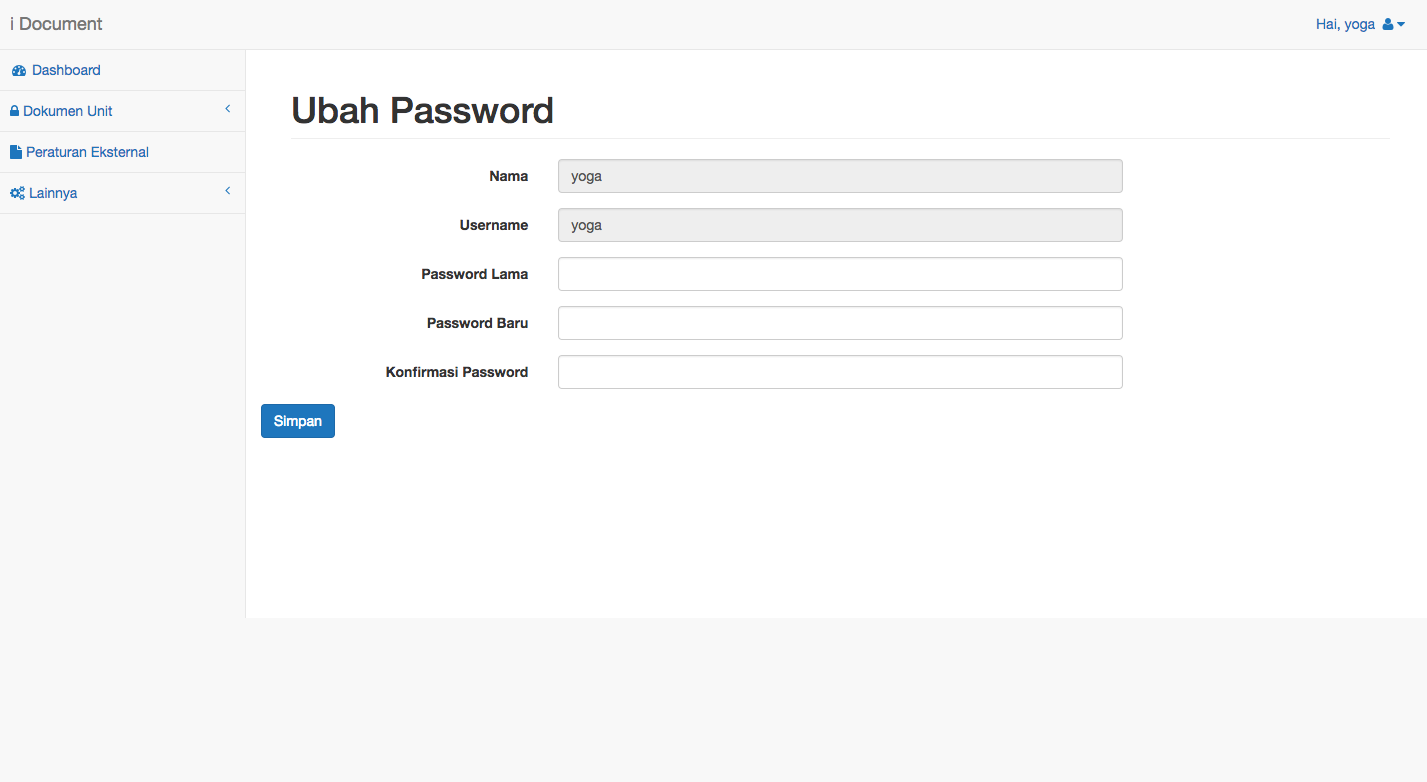 i Document
Hai, yoga
Dashboard
Dokumen Unit
Peraturan Eksternal
Lainnya
Ubah Password
Nama
yoga
Username
yoga
Password Lama
Password Baru
Konfirmasi Password
Simpan